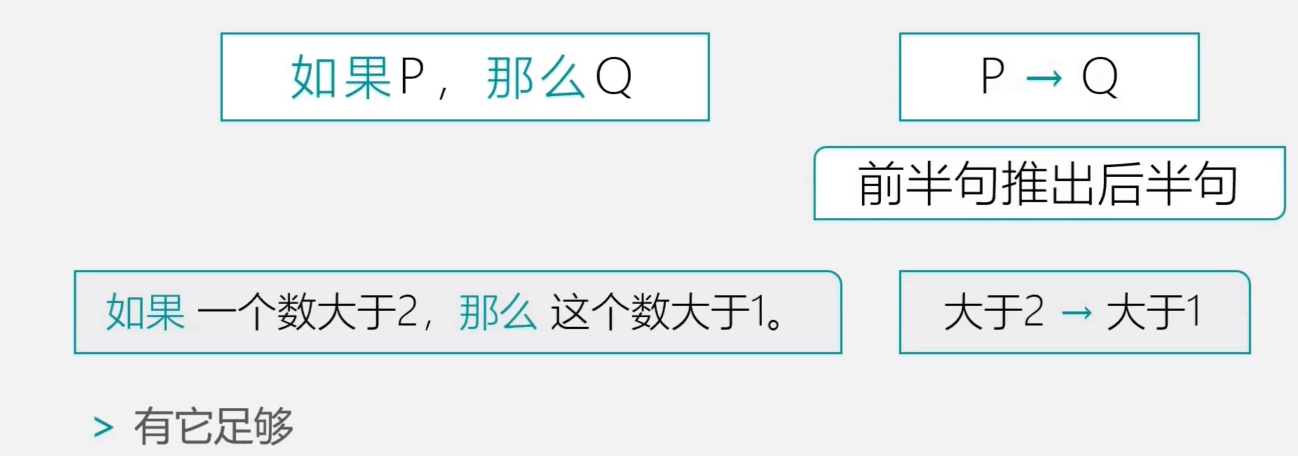 如果P，那么Q
P → Q
前半句推出后半句
如果 一个数大于2，那么 这个数大于1。
大于2 → 大于1
> 有它足够